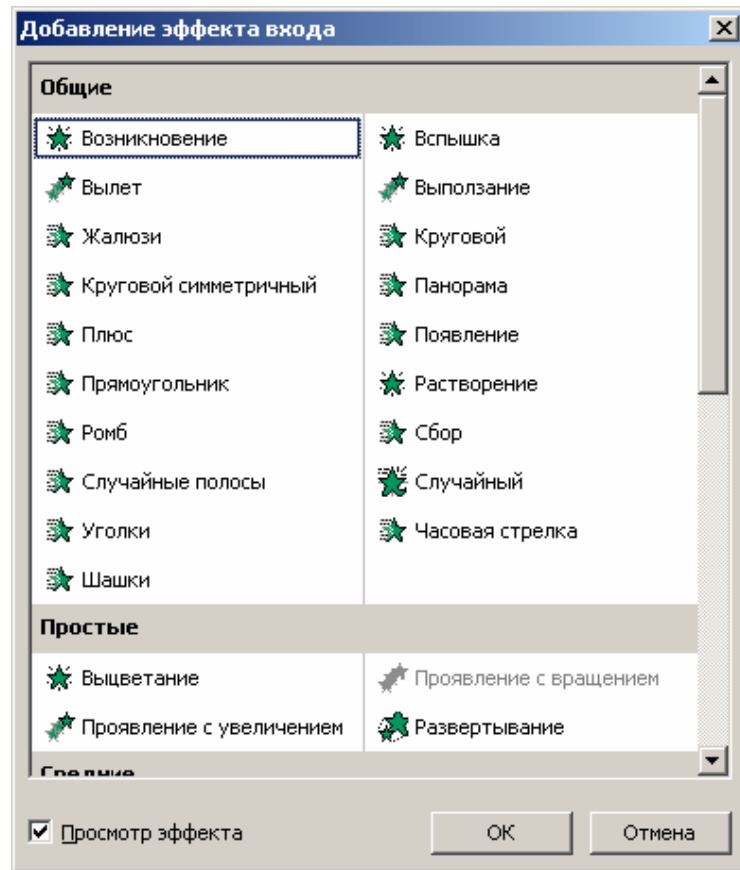 Добавление эффекта входа
Общие
Возникновение Вспышка
Вылет Выползание
Жалюзи Круговой
Круговой симметричный Панорама
Плюс Появление
Прямоугольник Растворение
Ромб Сбор
Случайные полосы Случайный
Уголки Часовая стрелка
Шашки
Простые
Выцветание Проявление с вращением
Проявление с увеличением Развертывание
Средние
Просмотр эффекта ОК Отмена